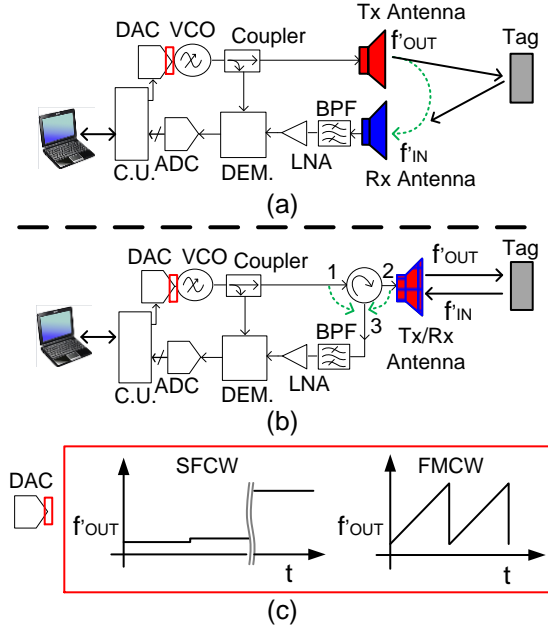 DAC VCO Coupler Tx Antenna
f'OUT Tag
BPF
C.U. ADC DEM. LNA f'IN
Rx Antenna
(a)
DAC VCO Coupler 1 2 f'OUT Tag
f'IN
3
BPF
Tx/Rx
Antenna
C.U. ADC DEM. LNA
(b)
DAC SFCW FMCW
f'OUT f'OUT
t t
(c)